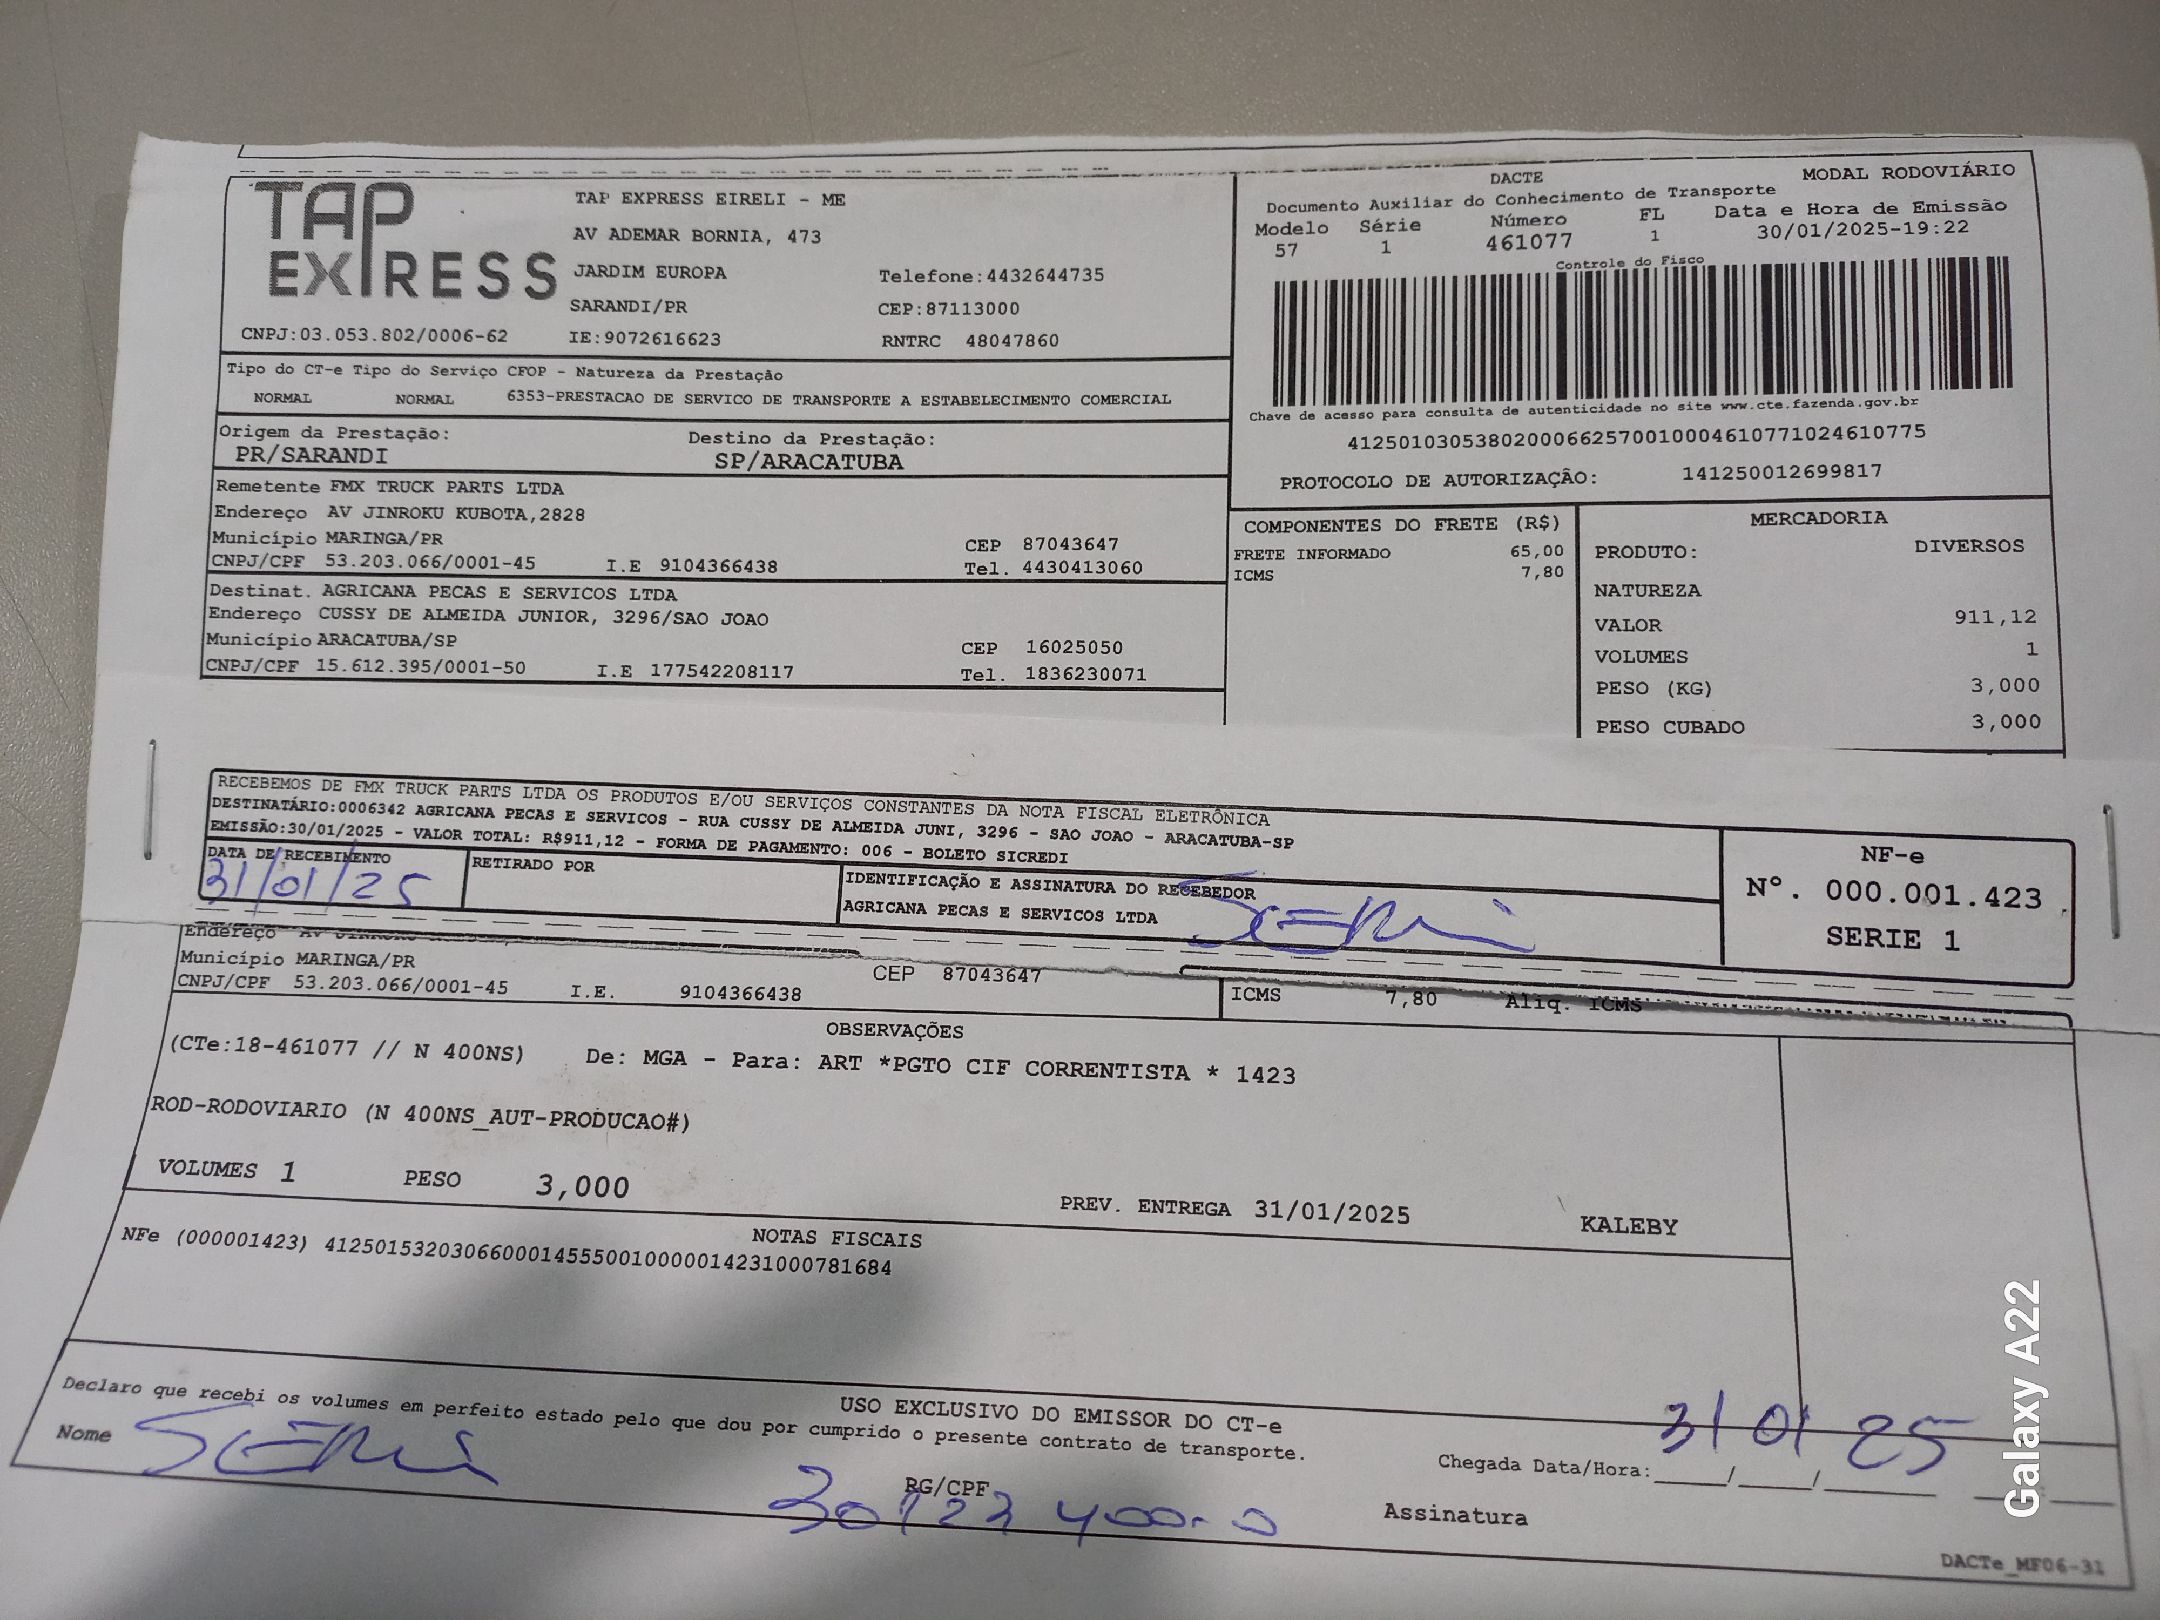 TAP EXPRESS
TAP EXPRESS EIRELI - ME
AV ADEMAR BORNIA, 473
JARDIM EUROPA Telefone:4432644735
SARANDI/PR CEP:87113000
CNPJ:03.053.802/0006-62 IE:9072616623 RNTRC 48047860
DACTE MODAL RODOVIÁRIO
Documento Auxiliar do Conhecimento de Transporte
Modelo Série Número FL Data e Hora de Emissão
57 1 461077 1 30/01/2025-19:22
Controle do Fisco
Chave de acesso para consulta de autenticidade no site www.cte.fazenda.gov.br
41250103053802000662570010004610771024610775
PROTOCOLO DE AUTORIZAÇÃO: 141250012699817
Tipo do CT-e Tipo do Serviço CFOP - Natureza da Prestação
NORMAL NORMAL 6353-PRESTACAO DE SERVICO DE TRANSPORTE A ESTABELECIMENTO COMERCIAL
Origem da Prestação: Destino da Prestação:
PR/SARANDI SP/ARACATUBA
Remetente FMX TRUCK PARTS LTDA
Endereço AV JINROKU KUBOTA,2828
Município MARINGA/PR CEP 87043647
CNPJ/CPF 53.203.066/0001-45 I.E 9104366438 Tel. 4430413060
Destinat. AGRICANA PECAS E SERVICOS LTDA
Endereço CUSSY DE ALMEIDA JUNIOR, 3296/SAO JOAO
Município ARACATUBA/SP CEP 16025050
CNPJ/CPF 15.612.395/0001-50 I.E 177542208117 Tel. 1836230071
COMPONENTES DO FRETE (R$)
FRETE INFORMADO 65,00
ICMS 7,80
MERCADORIA
PRODUTO: DIVERSOS
NATUREZA
VALOR 911,12
VOLUMES 1
PESO (KG) 3,000
PESO CUBADO 3,000
RECEBEMOS DE FMX TRUCK PARTS LTDA OS PRODUTOS E/OU SERVIÇOS CONSTANTES DA NOTA FISCAL ELETRÔNICA
DESTINATÁRIO:0006342 AGRICANA PECAS E SERVICOS - RUA CUSSY DE ALMEIDA JUNI, 3296 - SAO JOAO - ARACATUBA-SP
EMISSÃO:30/01/2025 - VALOR TOTAL: R$911,12 - FORMA DE PAGAMENTO: 006 - BOLETO SICREDI
DATA DE RECEBIMENTO RETIRADO POR IDENTIFICAÇÃO E ASSINATURA DO RECEBEDOR
31/01/25 AGRICANA PECAS E SERVICOS LTDA
NF-e
Nº. 000.001.423
SERIE 1
Endereço AV JINROKU
Município MARINGA/PR CEP 87043647
CNPJ/CPF 53.203.066/0001-45 I.E. 9104366438 ICMS 7,80 Aliq. ICMS
OBSERVAÇÕES
(CTe:18-461077 // N 400NS) De: MGA - Para: ART *PGTO CIF CORRENTISTA * 1423
ROD-RODOVIARIO (N 400NS_AUT-PRODUCAO#)
VOLUMES 1 PESO 3,000 PREV. ENTREGA 31/01/2025 KALEBY
NOTAS FISCAIS
NFe (000001423) 41250153203066000145550010000014231000781684
USO EXCLUSIVO DO EMISSOR DO CT-e
Declaro que recebi os volumes em perfeito estado pelo que dou por cumprido o presente contrato de transporte.
Nome RG/CPF Chegada Data/Hora: 31 01 25
Assinatura
DACTe_MF06-31
Galaxy A22